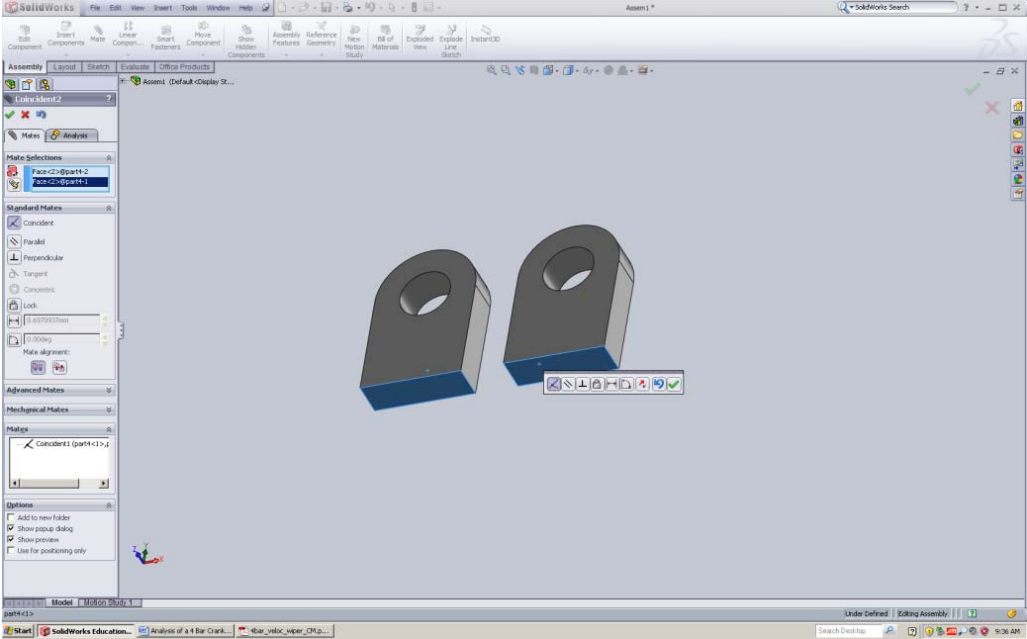 SolidWorks File Edit View Insert Tools Window Help
Assem1 *
SolidWorks Search
Edit Component
Insert Components
Mate
Linear Compon...
Smart Fasteners
Move Component
Show Hidden Components
Assembly Features
Reference Geometry
New Motion Study
Bill of Materials
Exploded View
Explode Line Sketch
Instant3D
Assembly Layout Sketch Evaluate Office Products
Assem1 (Default<Display St...
Coincident2 ?
Mates Analysis
Mate Selections
Face<2>@part4-2
Face<2>@part4-1
Standard Mates
Coincident
Parallel
Perpendicular
Tangent
Concentric
Lock
0.00deg
Mate alignment:
Advanced Mates
Mechanical Mates
Mates
Coincident1 (part4<1>,p
Options
Add to new folder
Show popup dialog
Show preview
Use for positioning only
Z Y X
Model Motion Study 1
part4<1>
Under Defined Editing Assembly
Start SolidWorks Education... Analysis of a 4 Bar Crank... 4bar_veloc_wiper_CM.p...
Search Desktop
9:36 AM